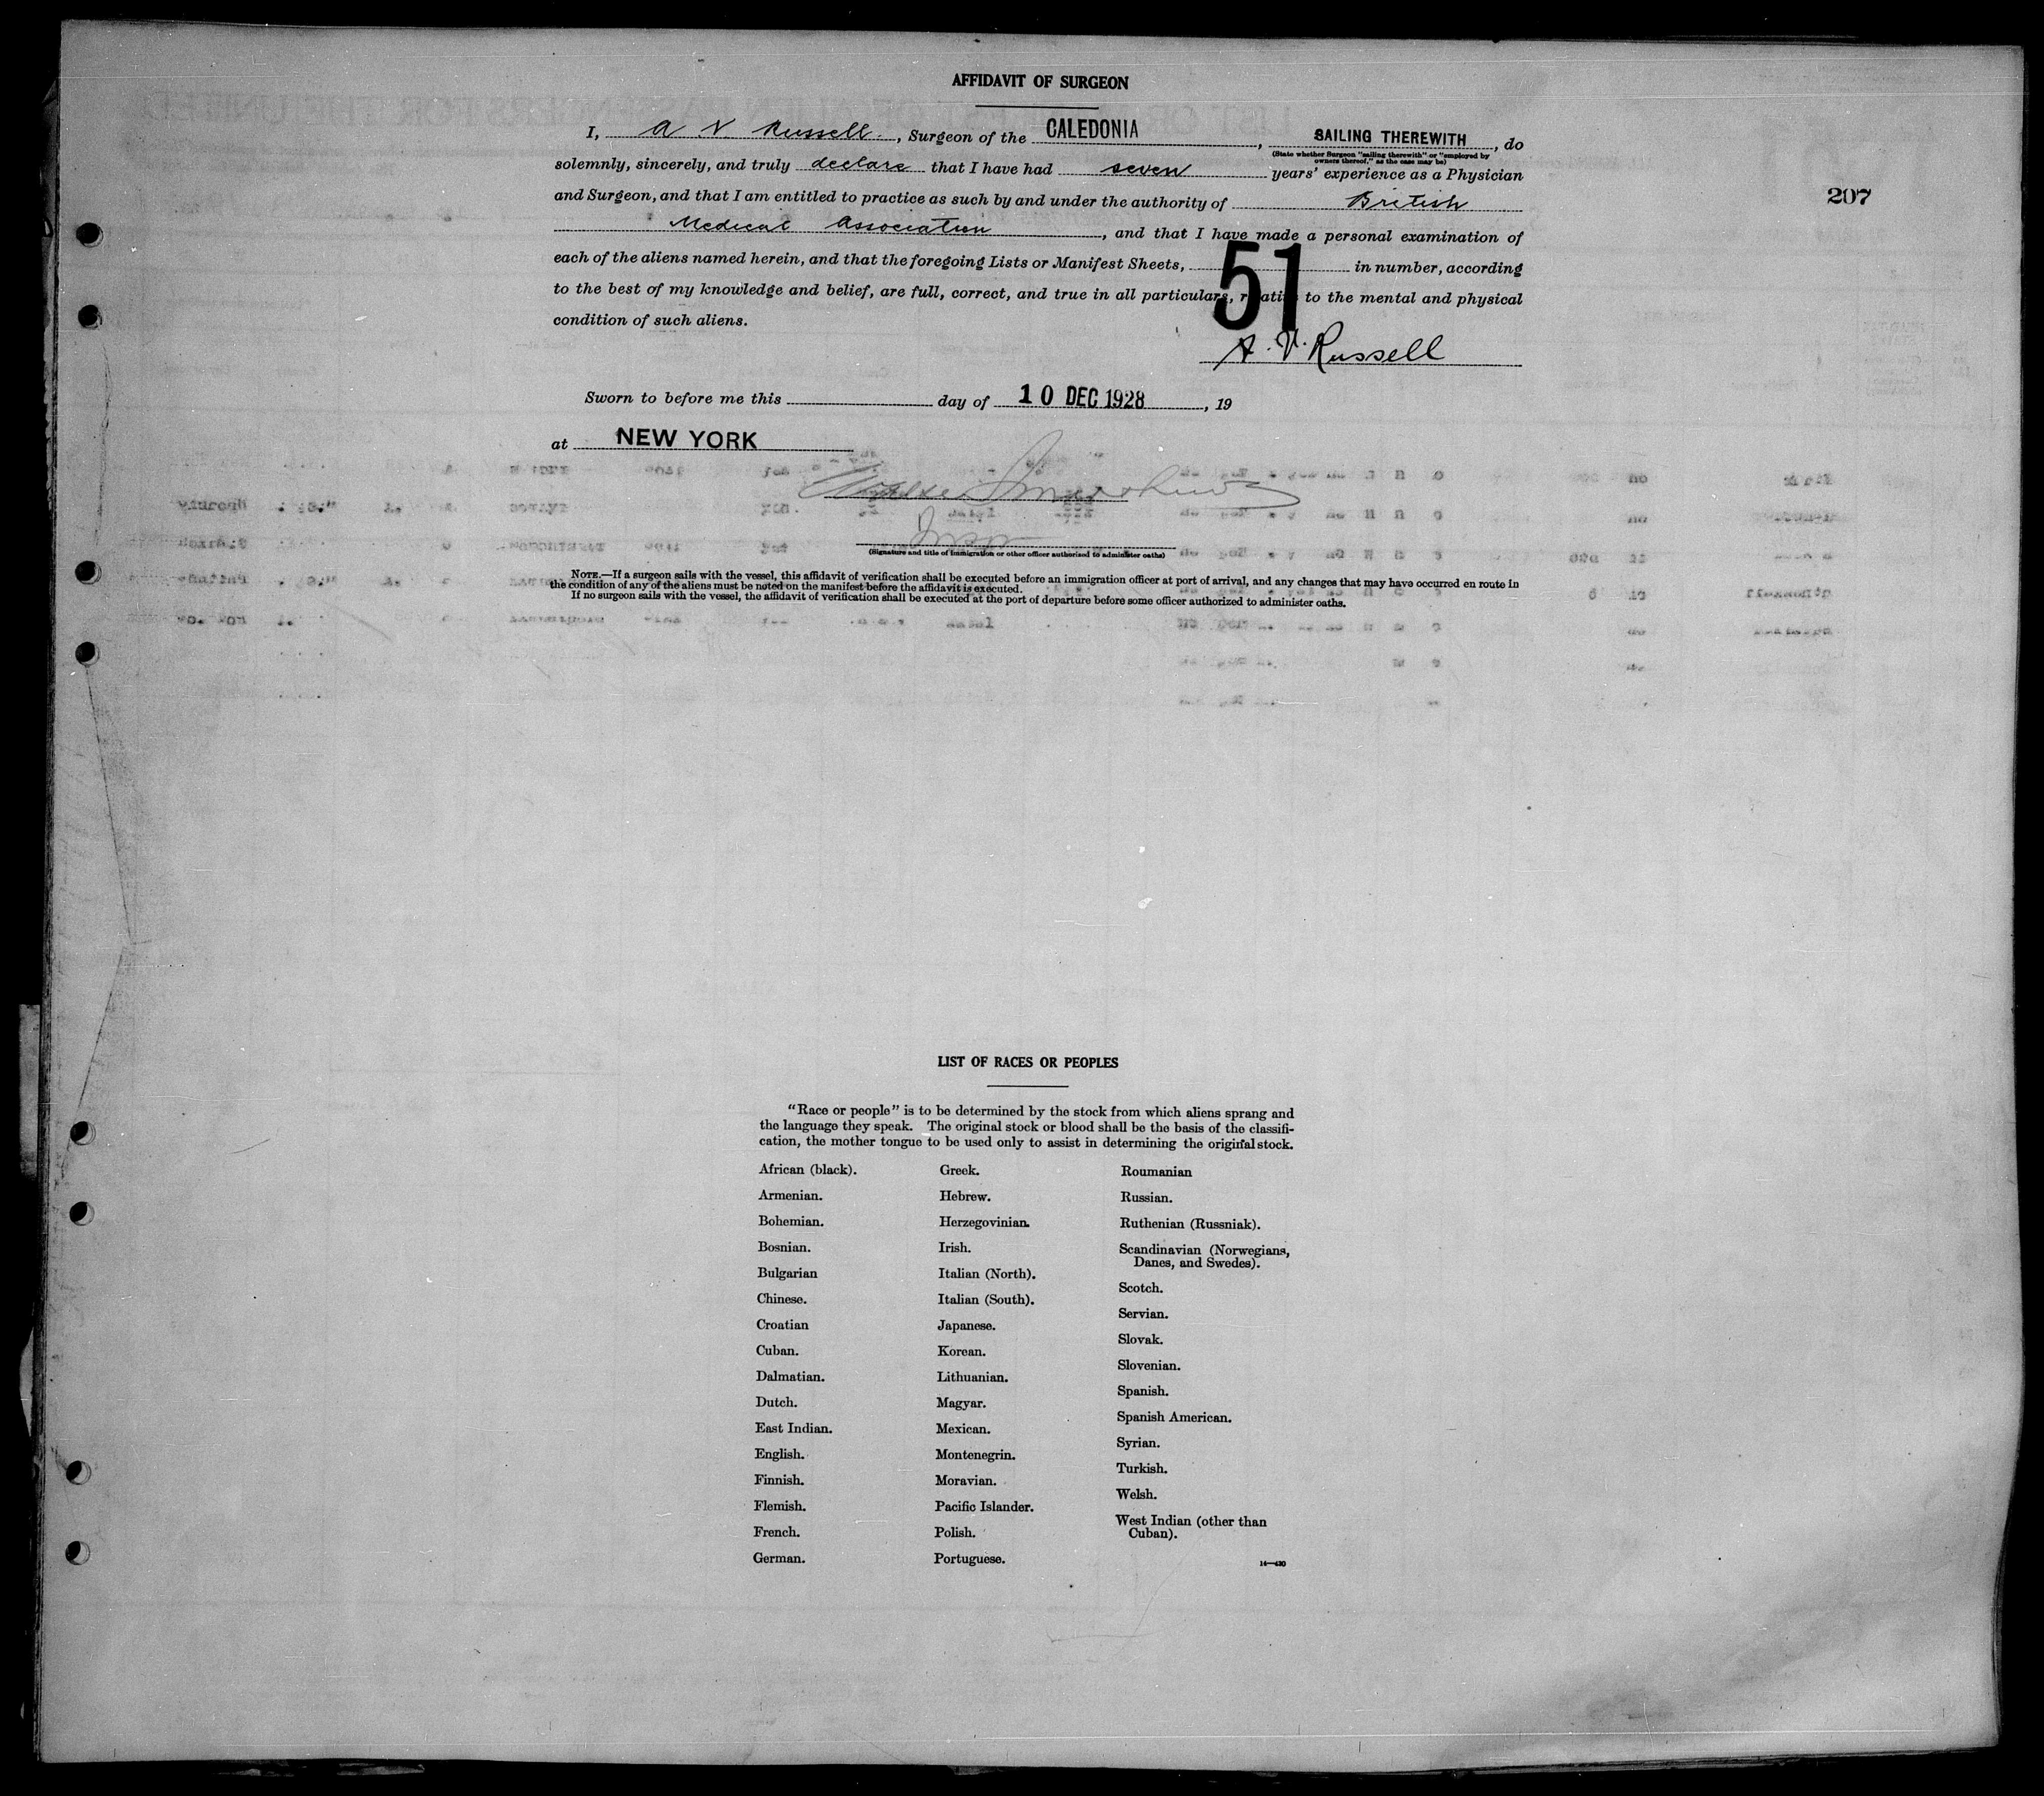 AFFIDAVIT OF SURGEON
I, A V Russell, Surgeon of the CALEDONIA, SAILING THEREWITH, do
(State whether Surgeon "sailing therewith" or "employed by
owners thereof," as the case may be)
solemnly, sincerely, and truly declare that I have had seven years' experience as a Physician
and Surgeon, and that I am entitled to practice as such by and under the authority of British
Medical Association, and that I have made a personal examination of
each of the aliens named herein, and that the foregoing Lists or Manifest Sheets, 51 in number, according
to the best of my knowledge and belief, are full, correct, and true in all particulars, relative to the mental and physical
condition of such aliens.
A. V. Russell
207
Sworn to before me this day of 10 DEC 1928, 19
at NEW YORK
(Signature and title of immigration or other officer authorized to administer oaths)
NOTE.—If a surgeon sails with the vessel, this affidavit of verification shall be executed before an immigration officer at port of arrival, and any changes that may have occurred en route in
the condition of any of the aliens must be noted on the manifest before the affidavit is executed.
If no surgeon sails with the vessel, the affidavit of verification shall be executed at the port of departure before some officer authorized to administer oaths.
LIST OF RACES OR PEOPLES
"Race or people" is to be determined by the stock from which aliens sprang and
the language they speak. The original stock or blood shall be the basis of the classifi-
cation, the mother tongue to be used only to assist in determining the original stock.
African (black).
Armenian.
Bohemian.
Bosnian.
Bulgarian
Chinese.
Croatian
Cuban.
Dalmatian.
Dutch.
East Indian.
English.
Finnish.
Flemish.
French.
German.
Greek.
Hebrew.
Herzegovinian.
Irish.
Italian (North).
Italian (South).
Japanese.
Korean.
Lithuanian.
Magyar.
Mexican.
Montenegrin.
Moravian.
Pacific Islander.
Polish.
Portuguese.
Roumanian
Russian.
Ruthenian (Russniak).
Scandinavian (Norwegians,
Danes, and Swedes).
Scotch.
Servian.
Slovak.
Slovenian.
Spanish.
Spanish American.
Syrian.
Turkish.
Welsh.
West Indian (other than
Cuban).
14—430